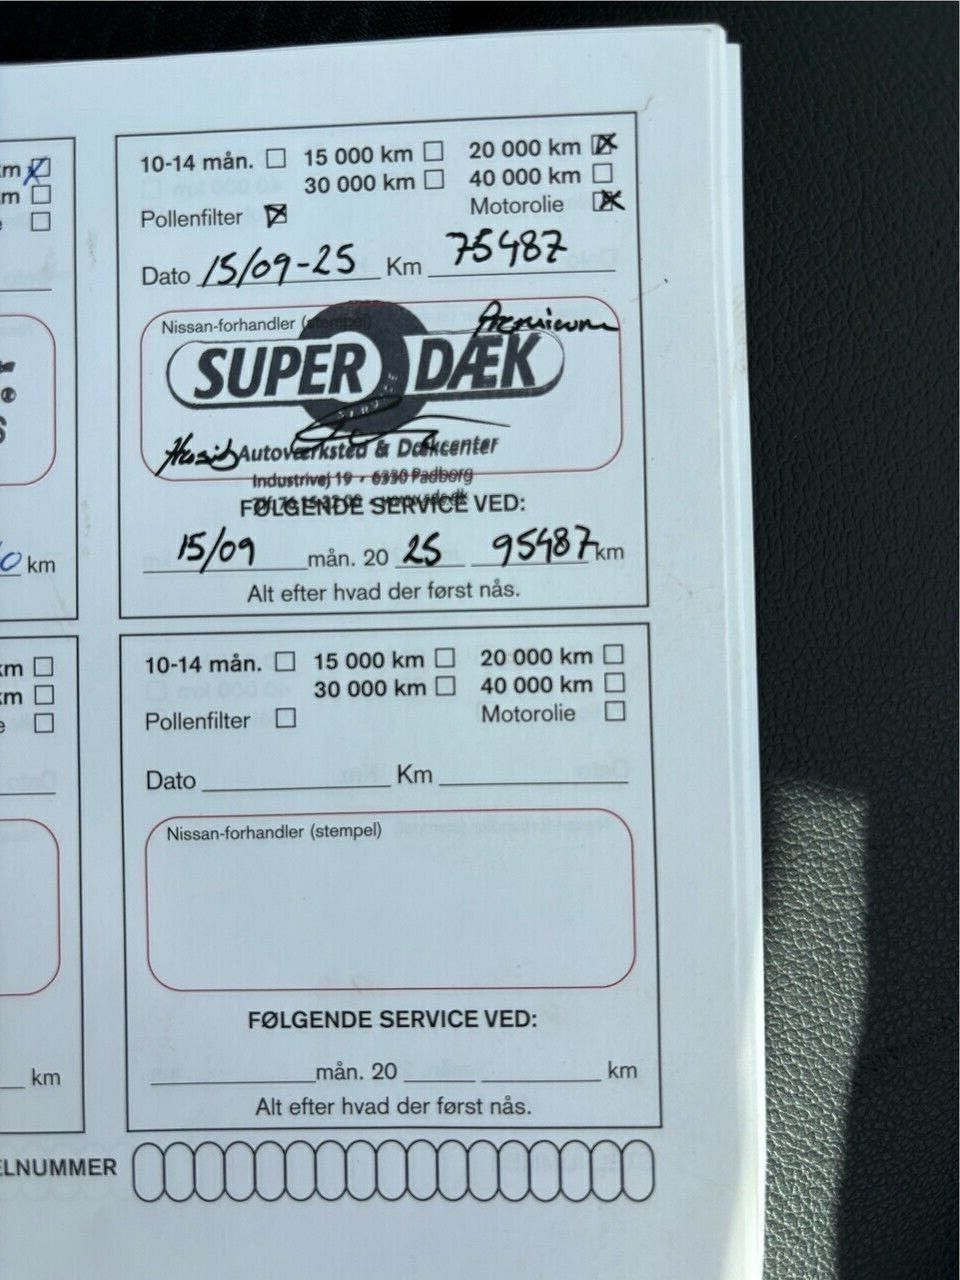 m
m
km
10-14 mån. 15 000 km 20 000 km
30 000 km 40 000 km
Pollenfilter Motorolie
Dato 15/09-25 Km 75487
Nissan-forhandler (stempel)
Premium
SUPER DÆK
SERVICE
Autoværksted & Dækcenter
Industrivej 19 • 6330 Padborg
FØLGENDE SERVICE VED:
15/09 mån. 20 25 95487 km
Alt efter hvad der først nås.
km
km
km
10-14 mån. 15 000 km 20 000 km
30 000 km 40 000 km
Pollenfilter Motorolie
Dato Km
Nissan-forhandler (stempel)
FØLGENDE SERVICE VED:
mån. 20 km
Alt efter hvad der først nås.
ELNUMMER